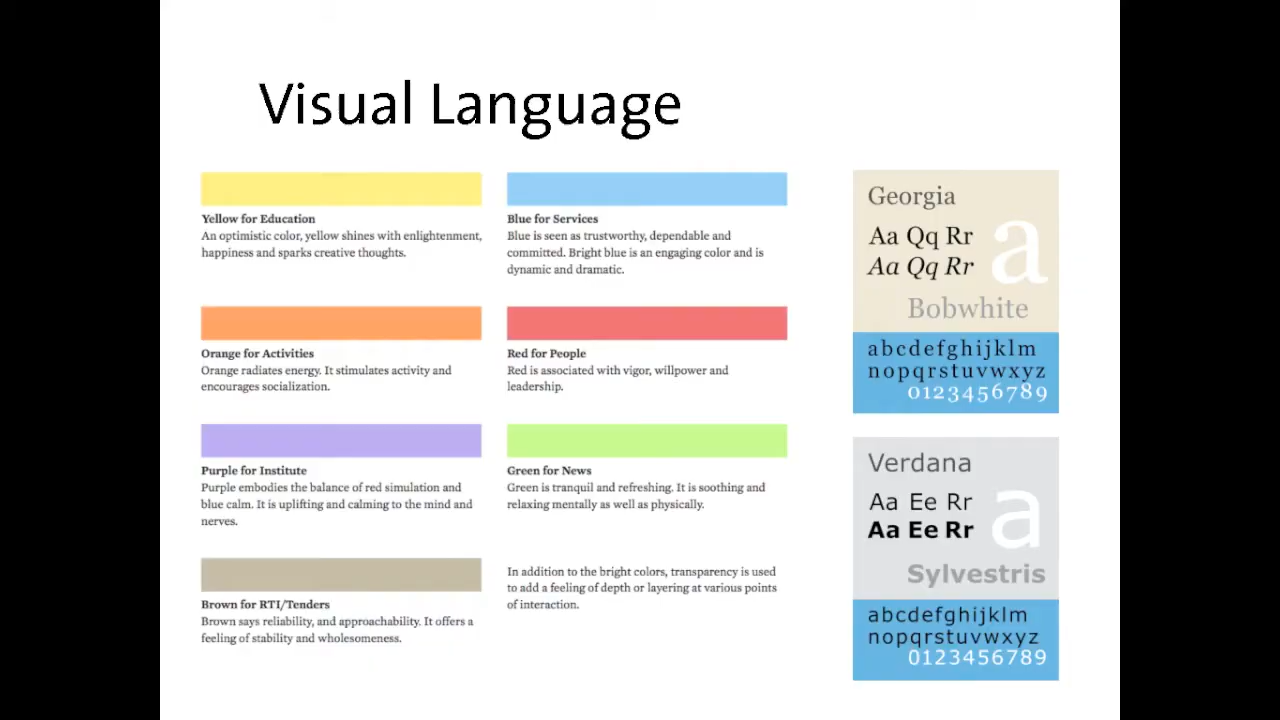 Visual Language
Yellow for Education
An optimistic color, yellow shines with enlightenment,
happiness and sparks creative thoughts.
Blue for Services
Blue is seen as trustworthy, dependable and
committed. Bright blue is an engaging color and is
dynamic and dramatic.
Orange for Activities
Orange radiates energy. It stimulates activity and
encourages socialization.
Red for People
Red is associated with vigor, willpower and
leadership.
Purple for Institute
Purple embodies the balance of red simulation and
blue calm. It is uplifting and calming to the mind and
nerves.
Green for News
Green is tranquil and refreshing. It is soothing and
relaxing mentally as well as physically.
Brown for RTI/Tenders
Brown says reliability, and approachability. It offers a
feeling of stability and wholesomeness.
In addition to the bright colors, transparency is used
to add a feeling of depth or layering at various points
of interaction.
Georgia
Aa Qq Rr
Aa Qq Rr
a
Bobwhite
abcdefghijklm
nopqrstuvwxyz
0123456789
Verdana
Aa Ee Rr
Aa Ee Rr
a
Sylvestris
abcdefghijklm
nopqrstuvwxyz
0123456789